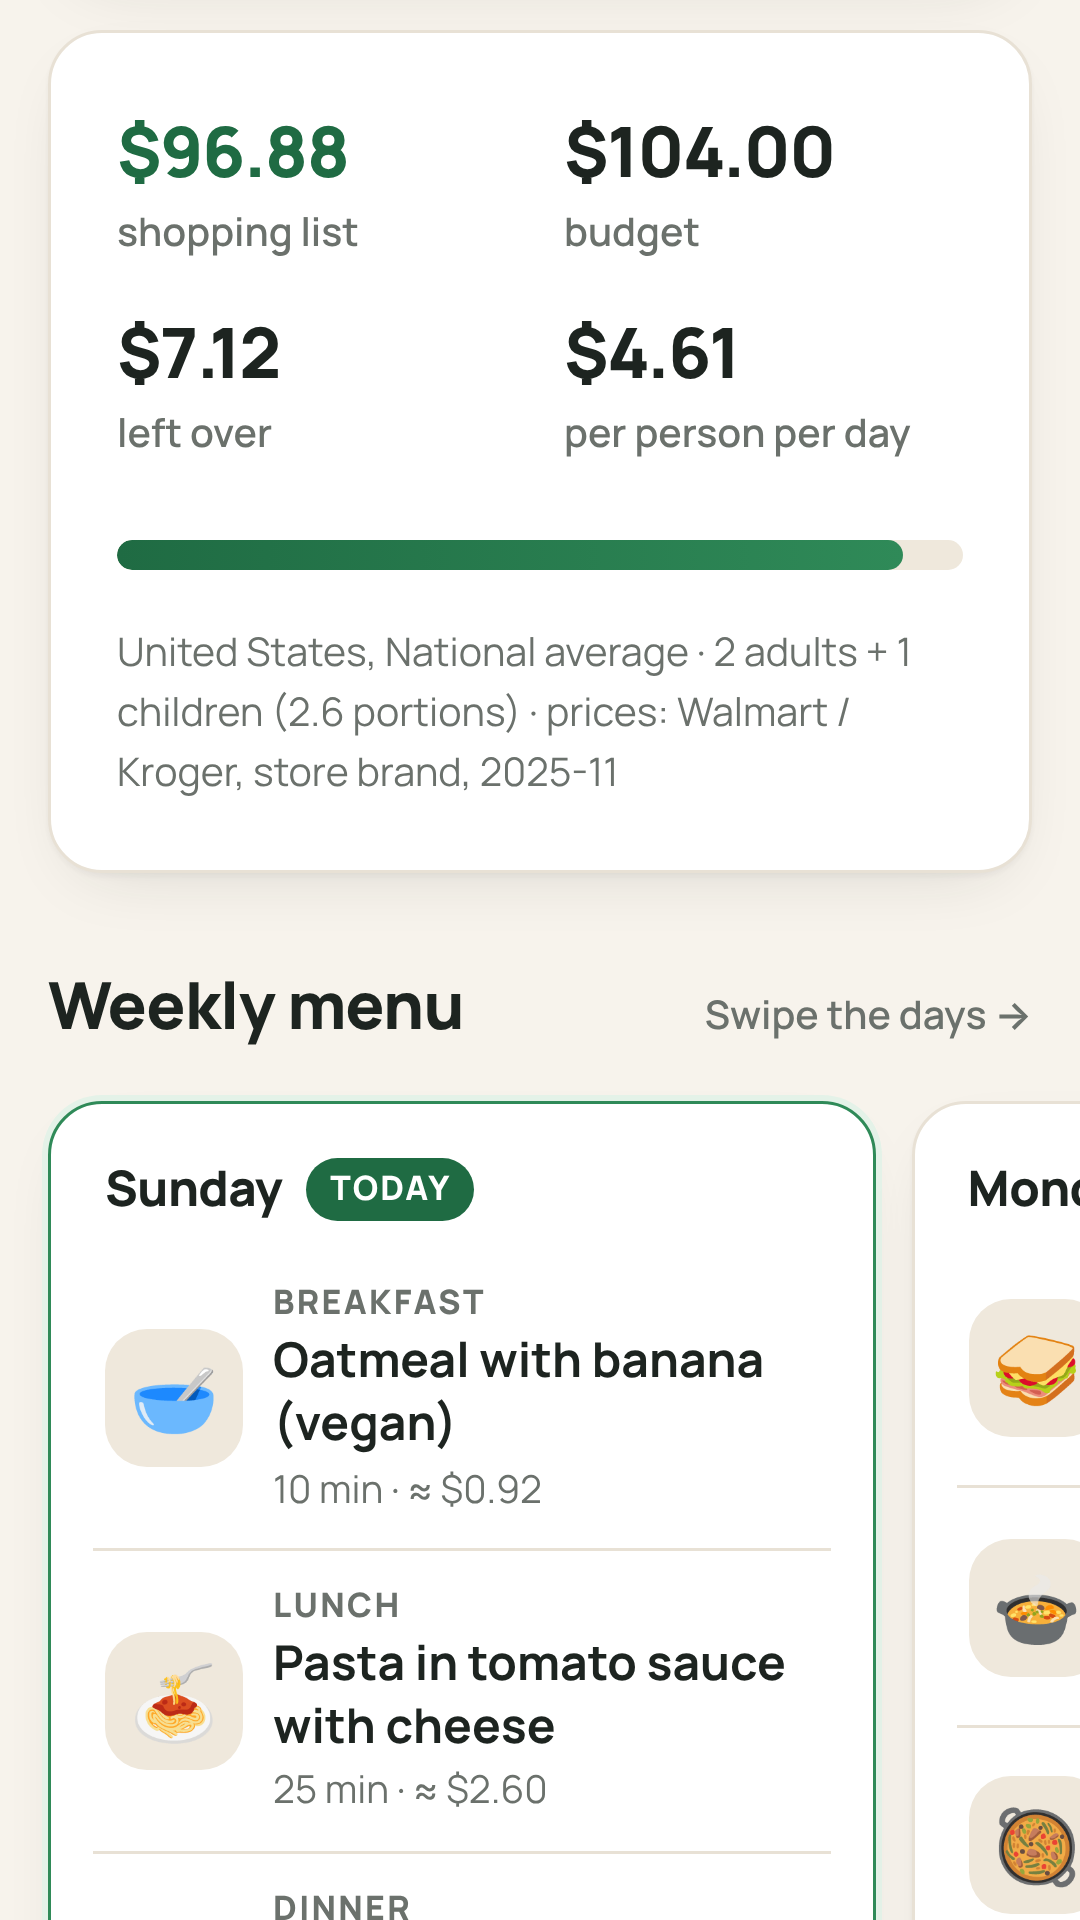 $96.88
shopping list
$104.00
budget
$7.12
left over
$4.61
per person per day
United States, National average · 2 adults + 1
children (2.6 portions) · prices: Walmart /
Kroger, store brand, 2025-11
Weekly menu
Swipe the days →
Sunday TODAY
BREAKFAST
Oatmeal with banana
(vegan)
10 min · ≈ $0.92
LUNCH
Pasta in tomato sauce
with cheese
25 min · ≈ $2.60
DINNER